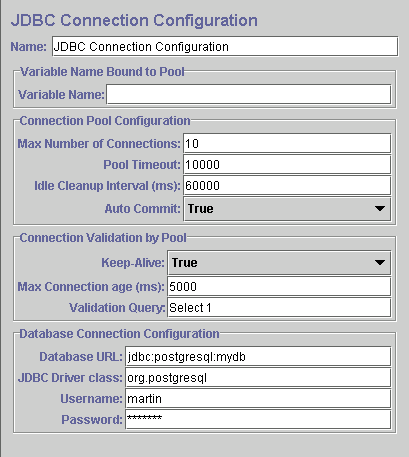 JDBC Connection Configuration
Name: JDBC Connection Configuration
Variable Name Bound to Pool
Variable Name:
Connection Pool Configuration
Max Number of Connections: 10
Pool Timeout: 10000
Idle Cleanup Interval (ms): 60000
Auto Commit: True
Connection Validation by Pool
Keep-Alive: True
Max Connection age (ms): 5000
Validation Query: Select 1
Database Connection Configuration
Database URL: jdbc:postgresql:mydb
JDBC Driver class: org.postgresql
Username: martin
Password: *******